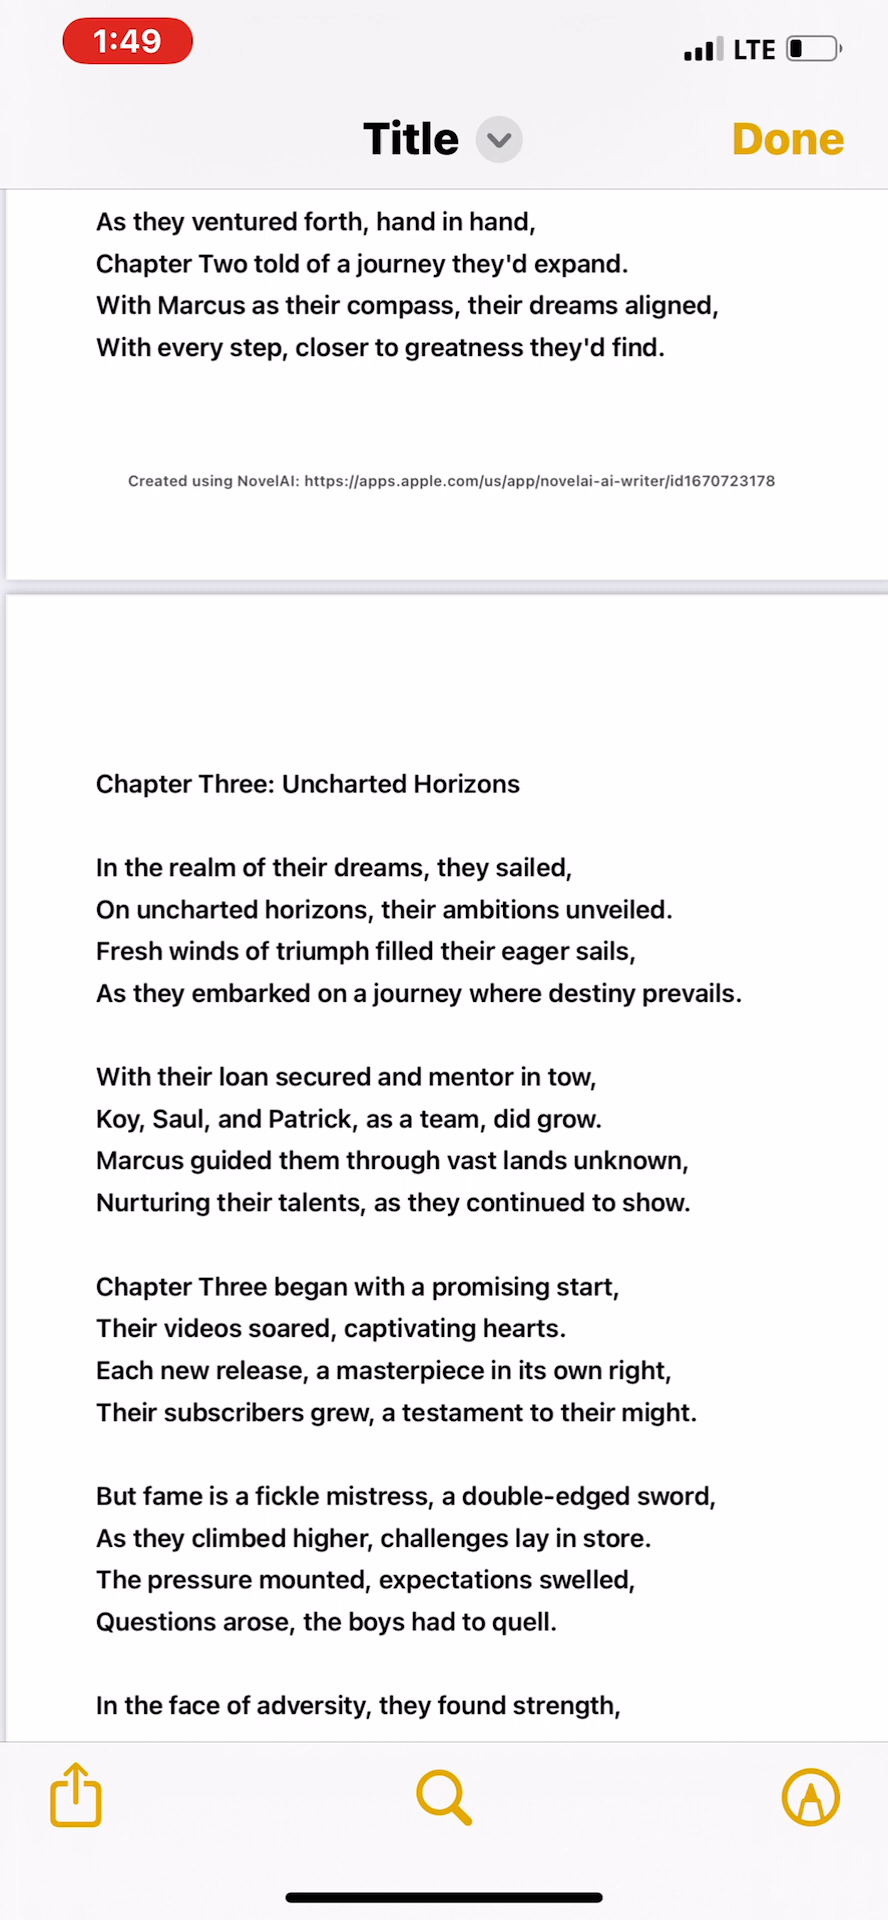 1:49
LTE
Title
Done
As they ventured forth, hand in hand,
Chapter Two told of a journey they'd expand.
With Marcus as their compass, their dreams aligned,
With every step, closer to greatness they'd find.
Created using NovelAI: https://apps.apple.com/us/app/novelai-ai-writer/id1670723178
Chapter Three: Uncharted Horizons
In the realm of their dreams, they sailed,
On uncharted horizons, their ambitions unveiled.
Fresh winds of triumph filled their eager sails,
As they embarked on a journey where destiny prevails.
With their loan secured and mentor in tow,
Koy, Saul, and Patrick, as a team, did grow.
Marcus guided them through vast lands unknown,
Nurturing their talents, as they continued to show.
Chapter Three began with a promising start,
Their videos soared, captivating hearts.
Each new release, a masterpiece in its own right,
Their subscribers grew, a testament to their might.
But fame is a fickle mistress, a double-edged sword,
As they climbed higher, challenges lay in store.
The pressure mounted, expectations swelled,
Questions arose, the boys had to quell.
In the face of adversity, they found strength,